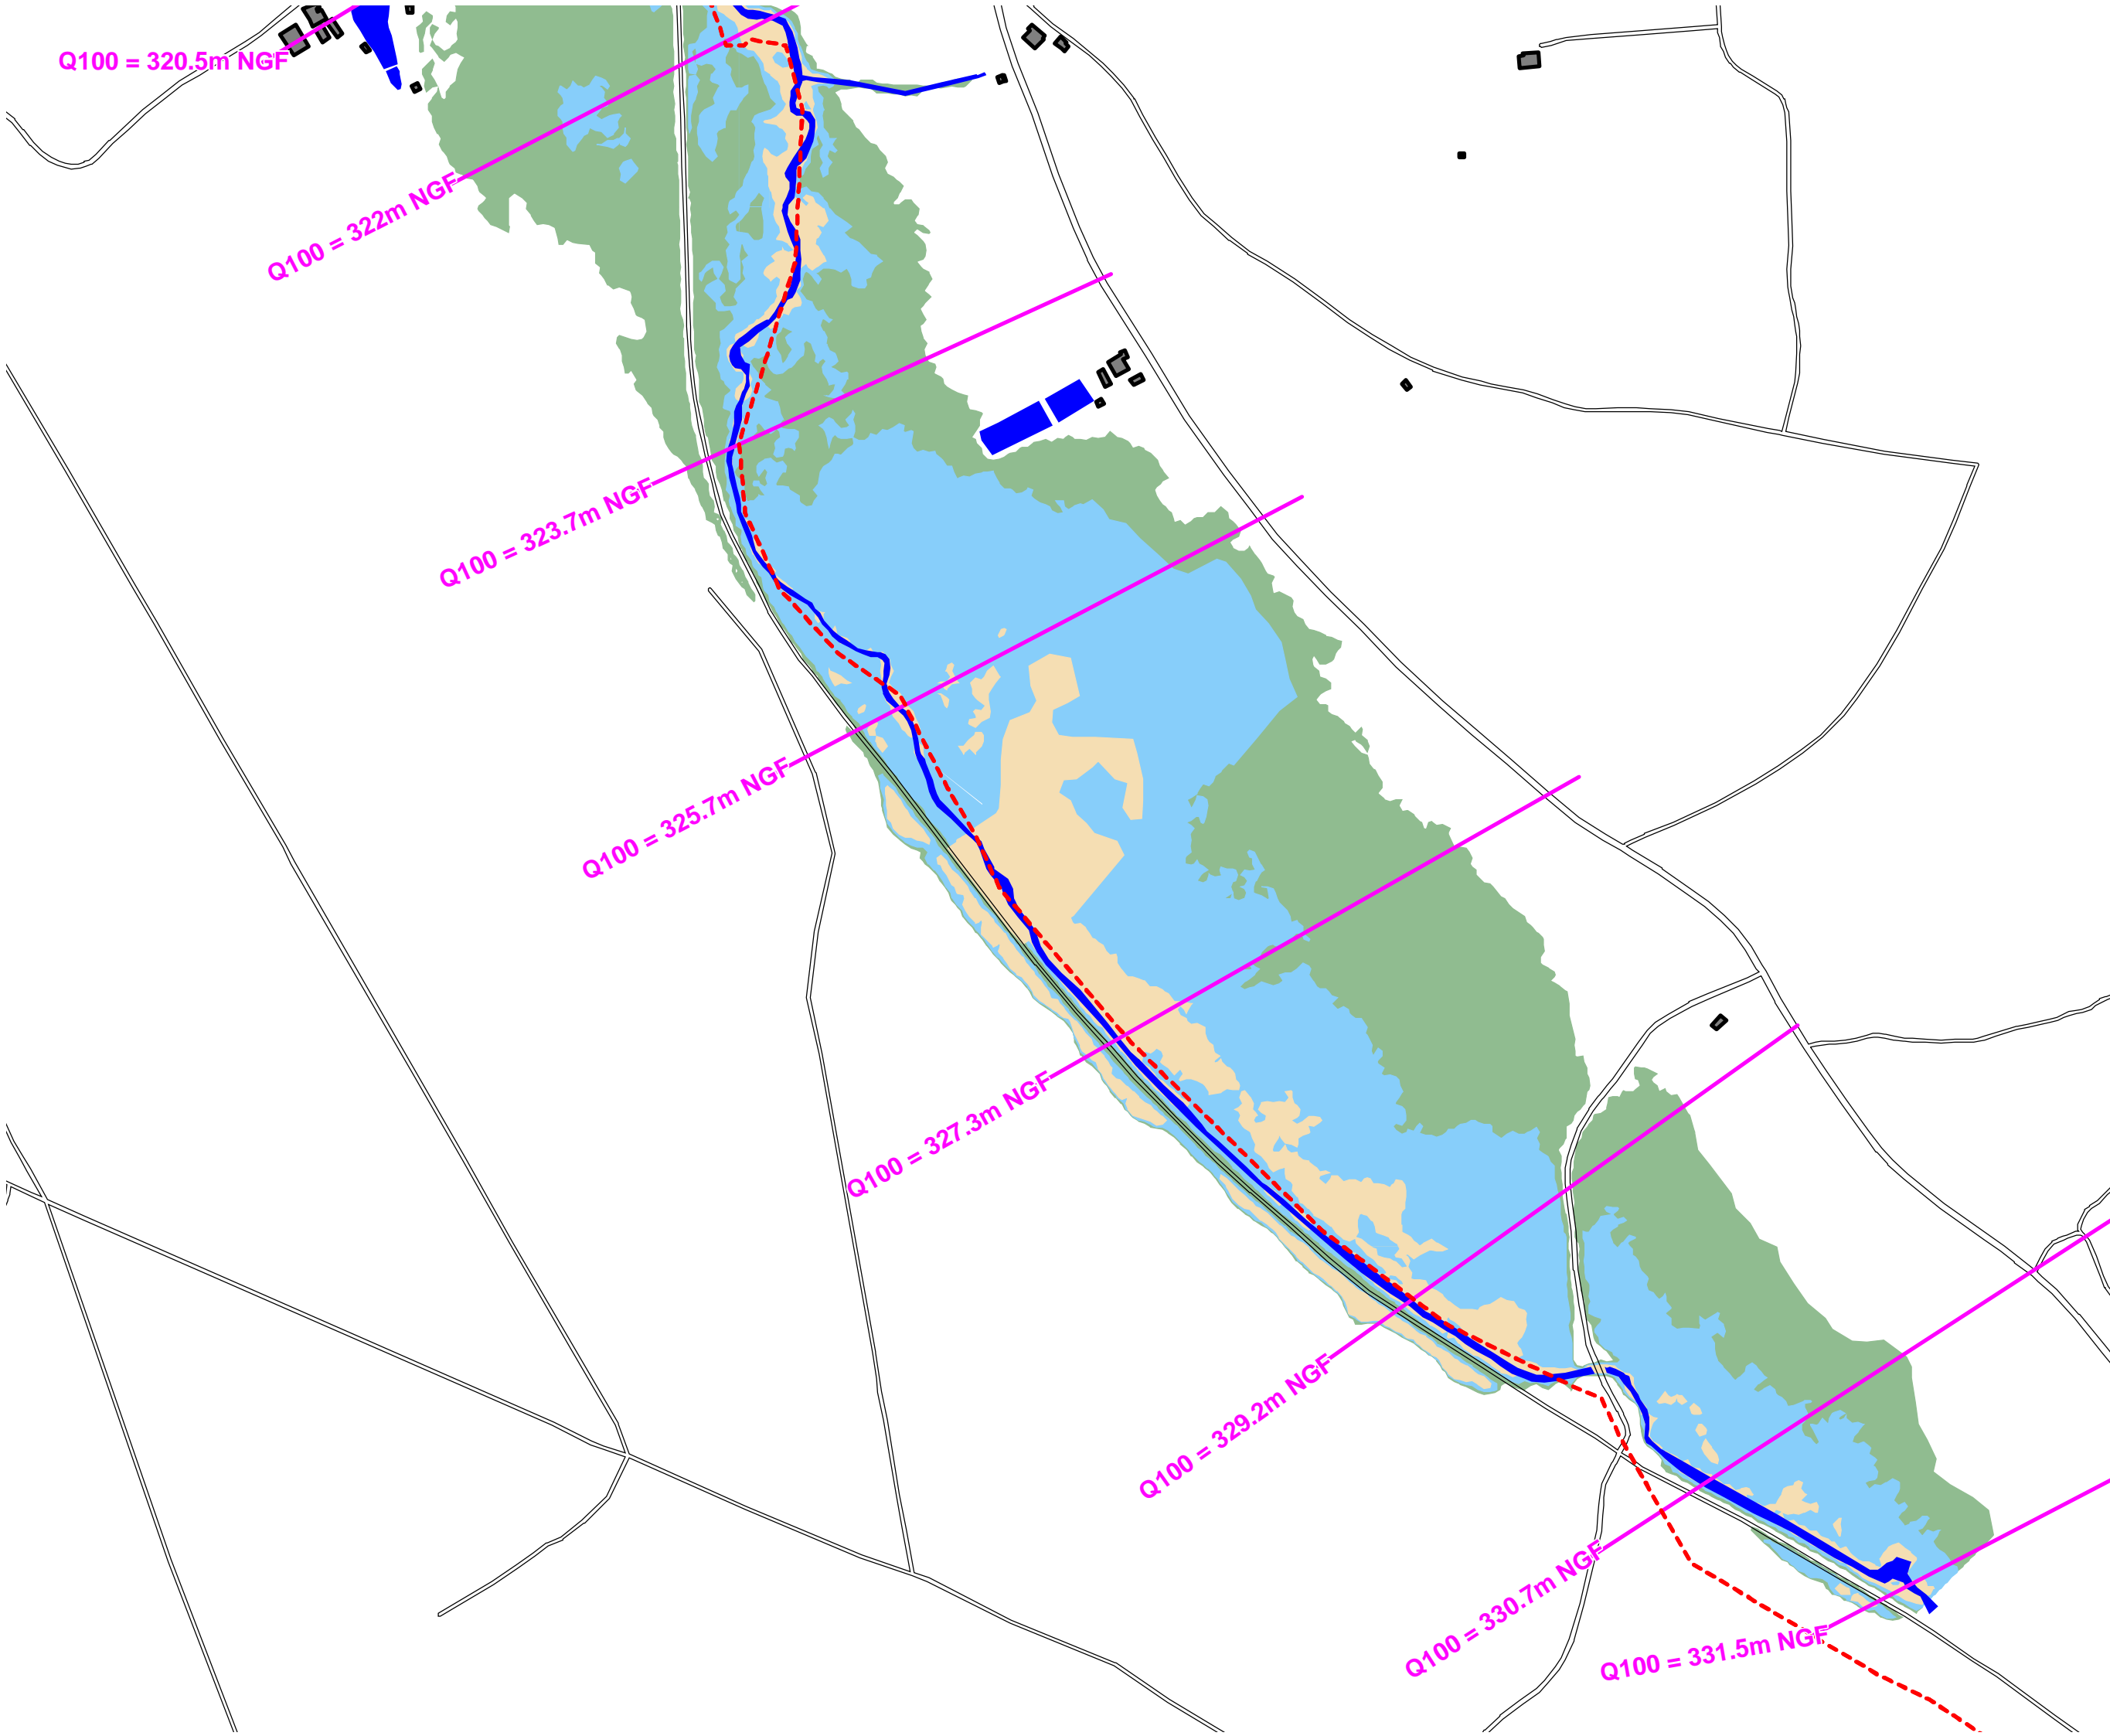 Q100 = 320.5m NGF
Q100 = 322m NGF
Q100 = 323.7m NGF
Q100 = 325.7m NGF
Q100 = 327.3m NGF
Q100 = 329.2m NGF
Q100 = 330.7m NGF
Q100 = 331.5m NGF